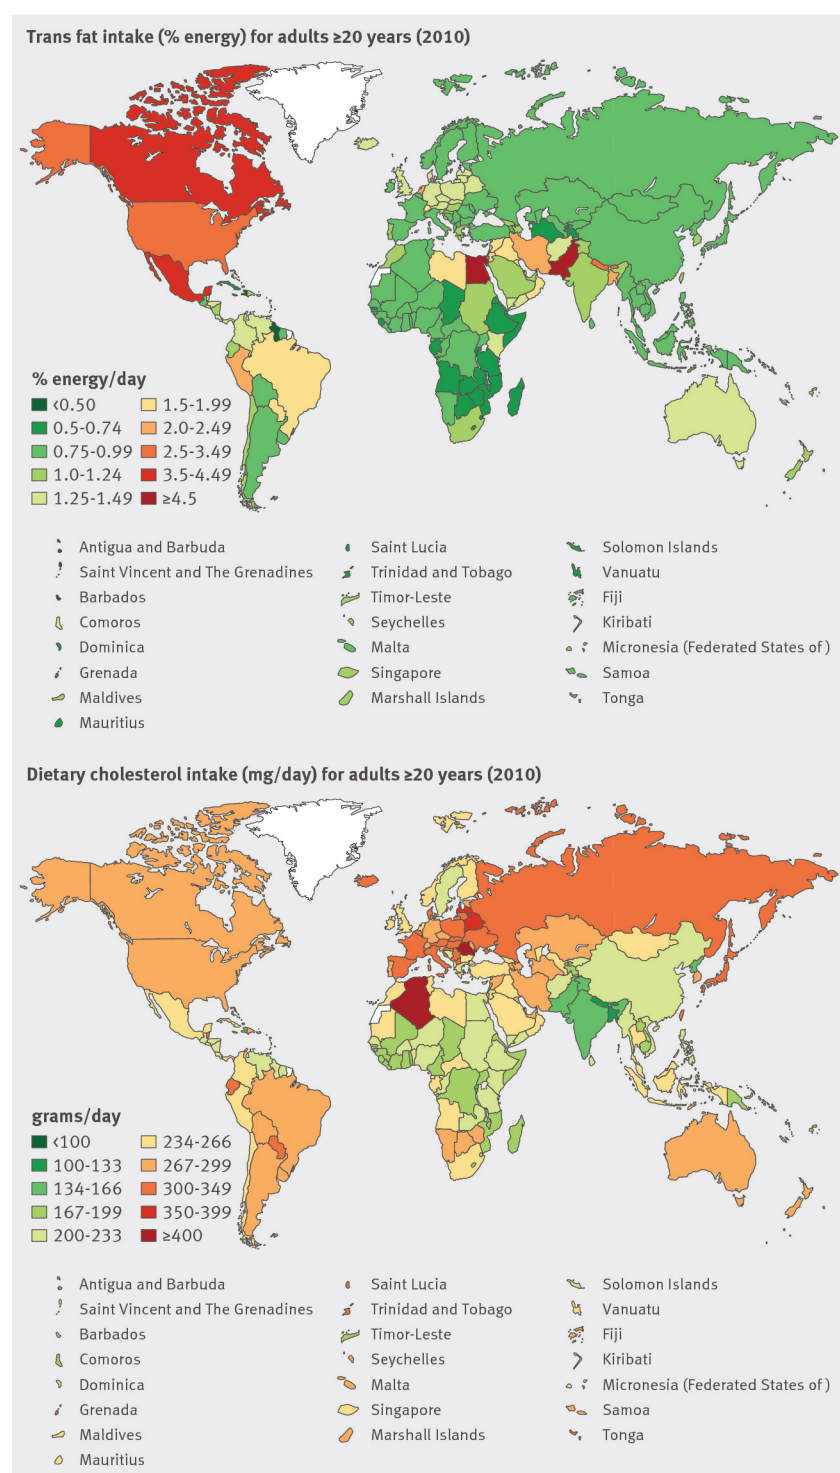 Trans fat intake (% energy) for adults ≥20 years (2010)
% energy/day
<0.50
1.5-1.99
0.5-0.74
2.0-2.49
0.75-0.99
2.5-3.49
1.0-1.24
3.5-4.49
1.25-1.49
≥4.5
Antigua and Barbuda
Saint Lucia
Solomon Islands
Saint Vincent and The Grenadines
Trinidad and Tobago
Vanuatu
Barbados
Timor-Leste
Fiji
Comoros
Seychelles
Kiribati
Dominica
Malta
Micronesia (Federated States of )
Grenada
Singapore
Samoa
Maldives
Marshall Islands
Tonga
Mauritius
Dietary cholesterol intake (mg/day) for adults ≥20 years (2010)
grams/day
<100
234-266
100-133
267-299
134-166
300-349
167-199
350-399
200-233
≥400
Antigua and Barbuda
Saint Lucia
Solomon Islands
Saint Vincent and The Grenadines
Trinidad and Tobago
Vanuatu
Barbados
Timor-Leste
Fiji
Comoros
Seychelles
Kiribati
Dominica
Malta
Micronesia (Federated States of )
Grenada
Singapore
Samoa
Maldives
Marshall Islands
Tonga
Mauritius